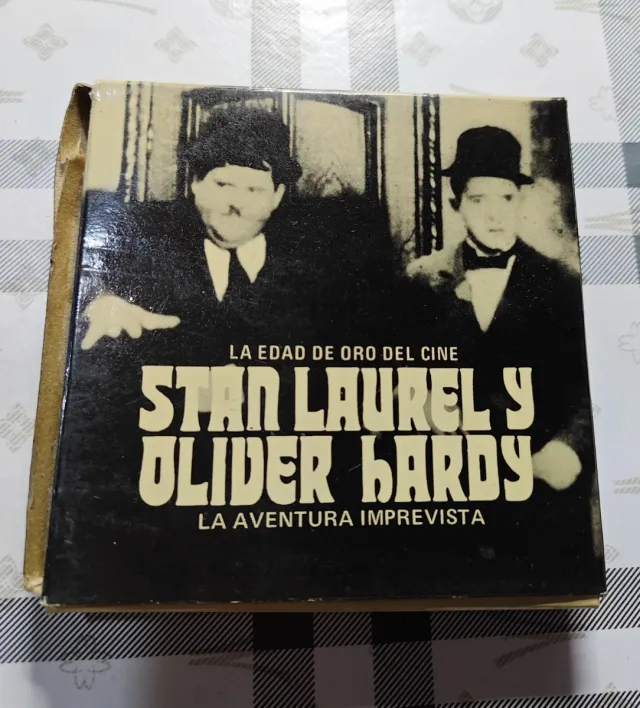 LA EDAD DE ORO DEL CINE
STAN LAUREL Y
OLIVER hARDY
LA AVENTURA IMPREVISTA